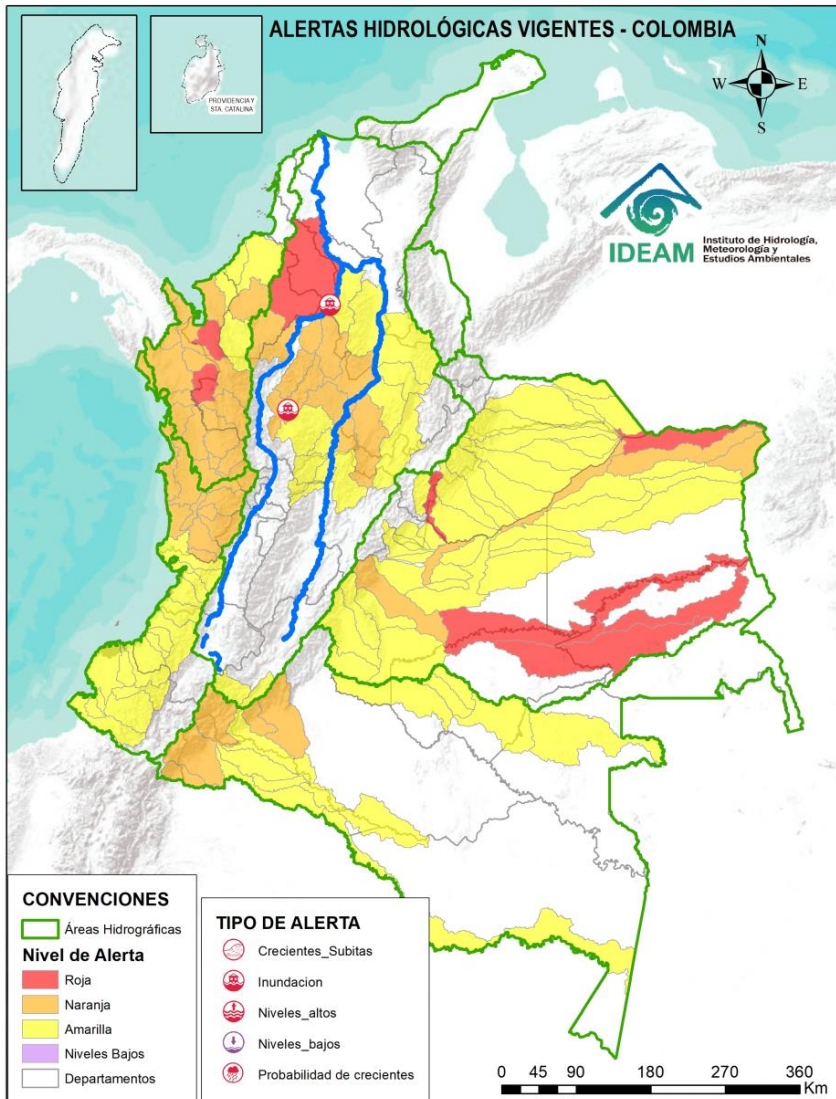 ALERTAS HIDROLÓGICAS VIGENTES - COLOMBIA
PROVIDENCIA Y
STA. CATALINA
N
W
E
S
IDEAM
Instituto de Hidrología,
Meteorología y
Estudios Ambientales
CONVENCIONES
Áreas Hidrográficas
Nivel de Alerta
Roja
Naranja
Amarilla
Niveles Bajos
Departamentos
TIPO DE ALERTA
Crecientes_Subitas
Inundacion
Niveles_altos
Niveles_bajos
Probabilidad de crecientes
0 45 90 180 270 360
Km